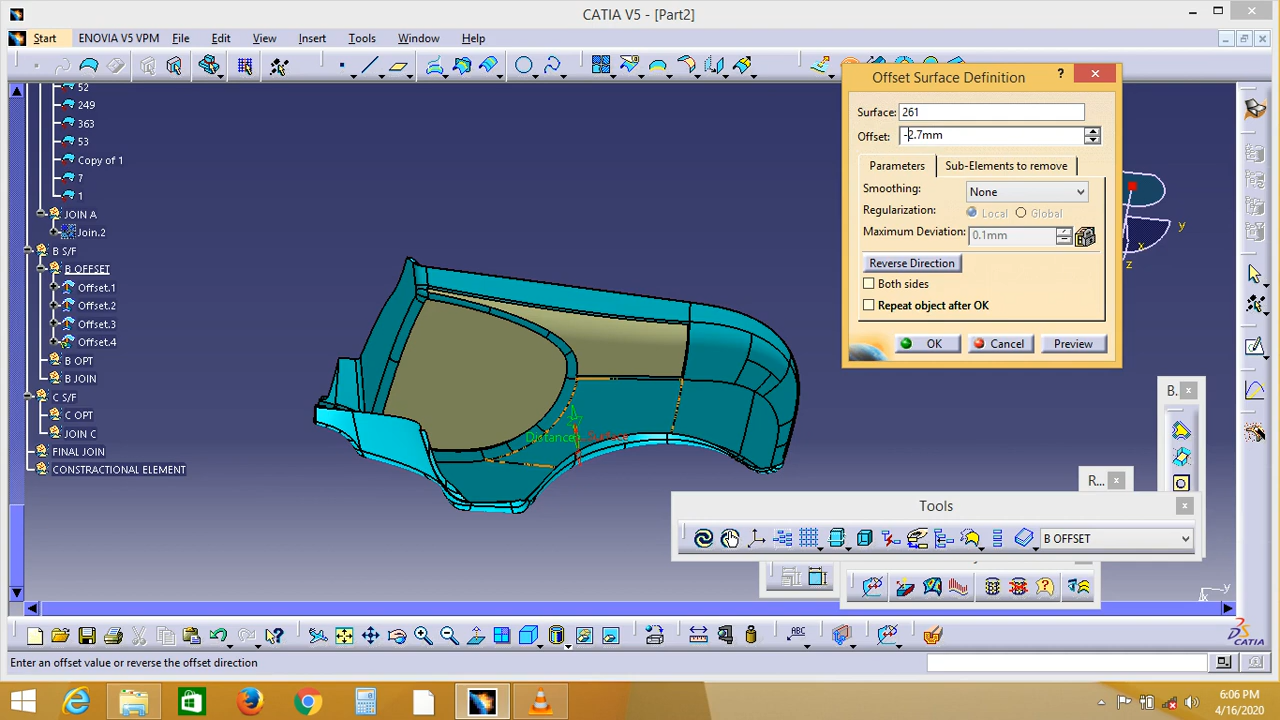 CATIA V5 - [Part2]
Start ENOVIA V5 VPM File Edit View Insert Tools Window Help
52
249
363
53
Copy of 1
7
1
JOIN A
Join.2
B S/F
B OFFSET
Offset.1
Offset.2
Offset.3
Offset.4
B OPT
B JOIN
C S/F
C OPT
JOIN C
FINAL JOIN
CONSTRACTIONAL ELEMENT
Offset Surface Definition ?
Surface: 261
Offset: -2.7mm
Parameters Sub-Elements to remove
Smoothing: None
Regularization: Local Global
Maximum Deviation: 0.1mm
Reverse Direction
Both sides
Repeat object after OK
OK Cancel Preview
y
x
z
Distance Surface
B.
R...
Tools
B OFFSET
y
ABC
CATIA
Enter an offset value or reverse the offset direction
6:06 PM
4/16/2020